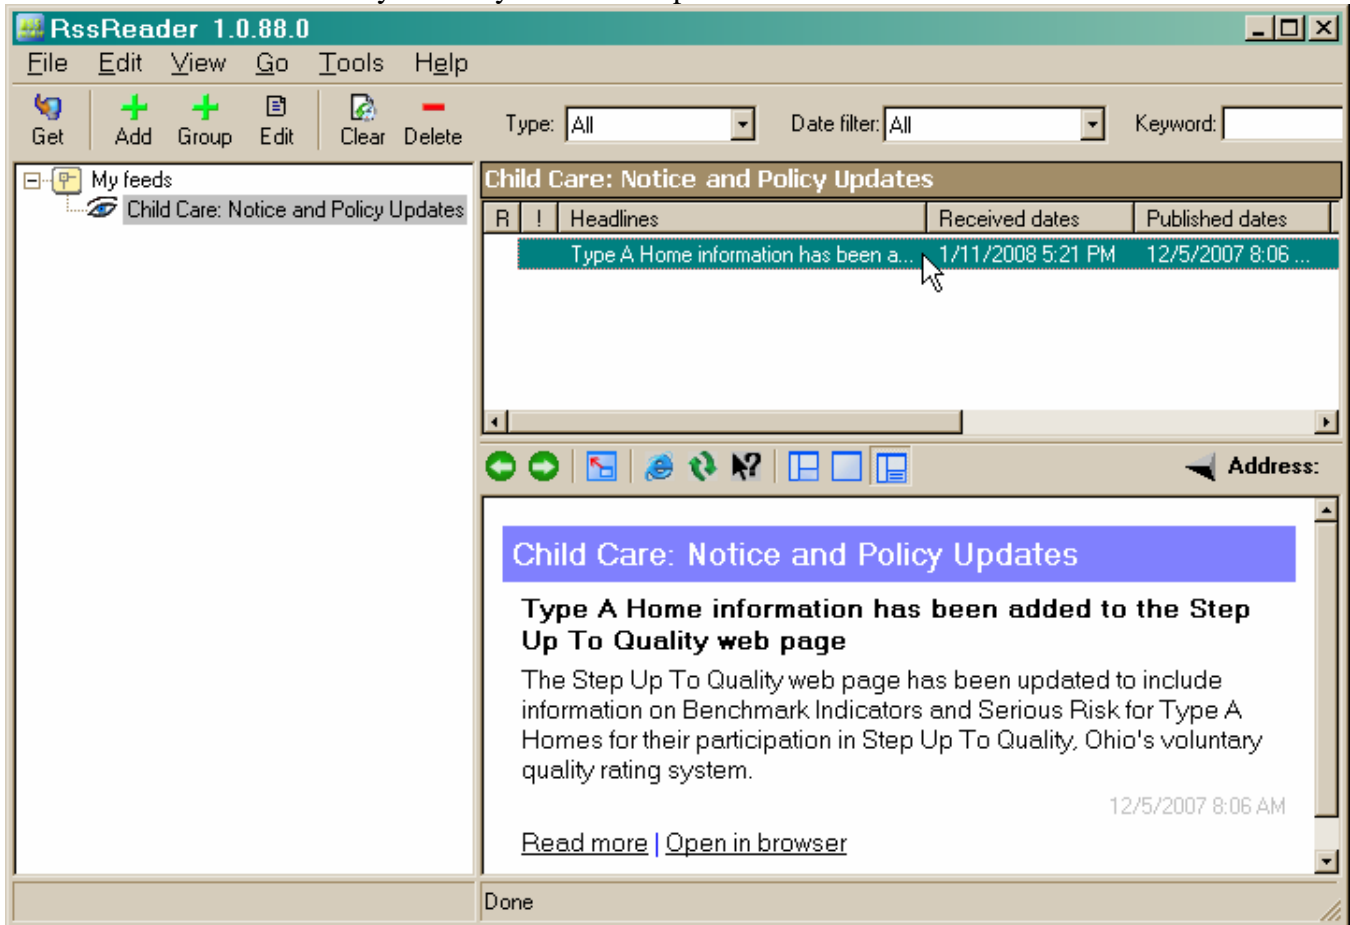 RssReader 1.0.88.0
File Edit View Go Tools Help
Get Add Group Edit Clear Delete Type: All Date filter: All Keyword:
My feeds
Child Care: Notice and Policy Updates
Child Care: Notice and Policy Updates
R ! Headlines Received dates Published dates
Type A Home information has been a... 1/11/2008 5:21 PM 12/5/2007 8:06 ...
Address:
Child Care: Notice and Policy Updates
Type A Home information has been added to the Step
Up To Quality web page
The Step Up To Quality web page has been updated to include
information on Benchmark Indicators and Serious Risk for Type A
Homes for their participation in Step Up To Quality, Ohio's voluntary
quality rating system.
12/5/2007 8:06 AM
Read more | Open in browser
Done